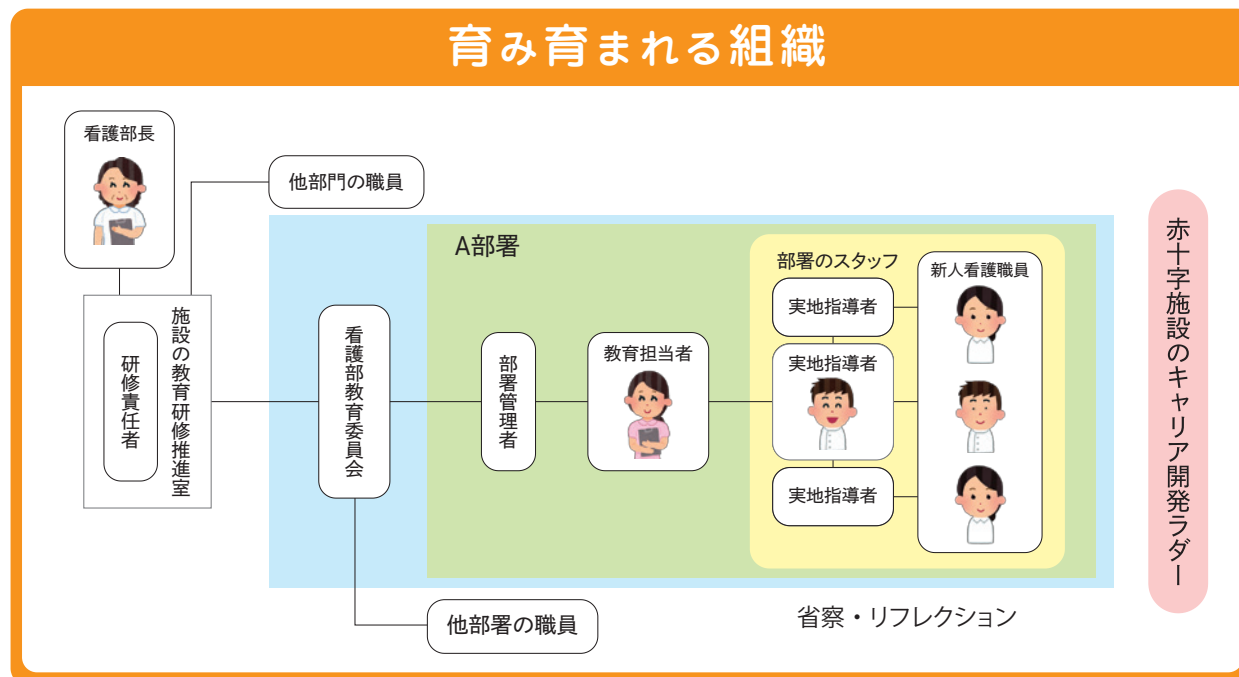 育み育まれる組織
看護部長
他部門の職員
施設の教育研修推進室
研修責任者
看護部教育委員会
A部署
部署管理者
教育担当者
部署のスタッフ
実地指導者
実地指導者
実地指導者
新人看護職員
他部署の職員
省察・リフレクション
赤十字施設のキャリア開発ラダー